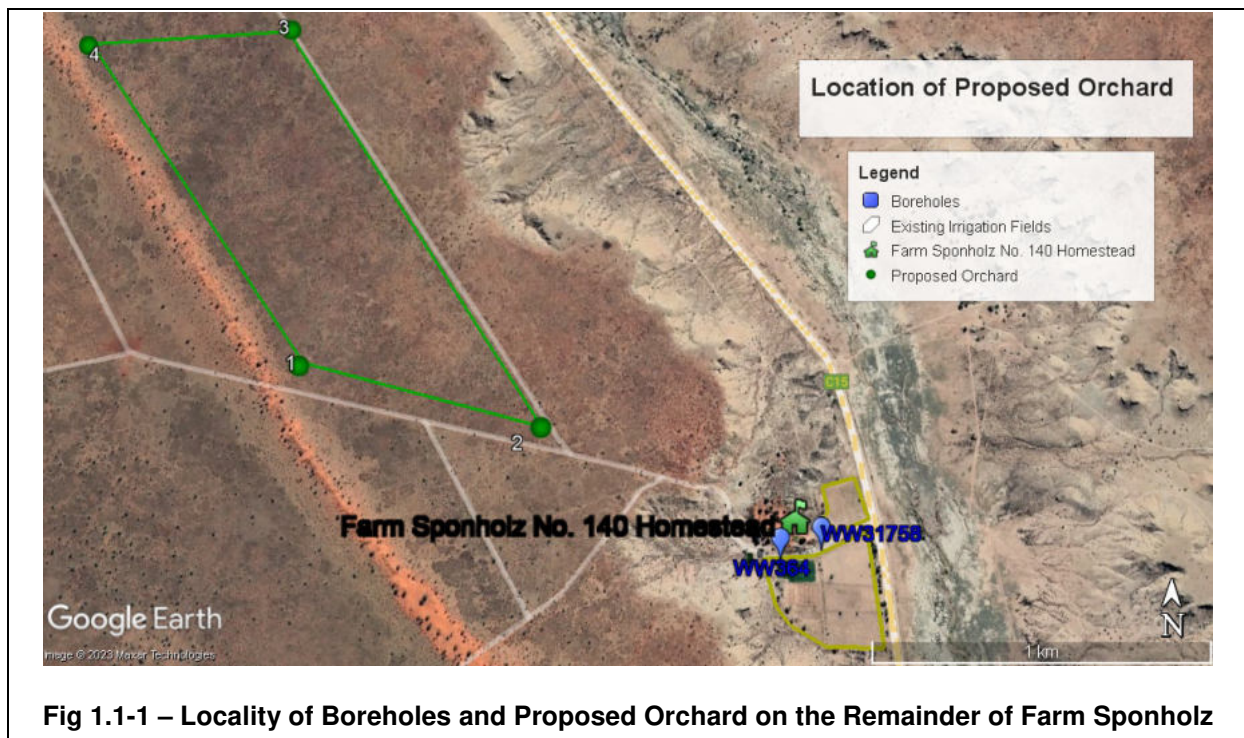 4
3
Location of Proposed Orchard
Legend
Boreholes
Existing Irrigation Fields
Farm Sponholz No. 140 Homestead
Proposed Orchard
1
C15
2
Farm Sponholz No. 140 Homestead
WW31758
WW364
Google Earth
Image © 2023 Maxar Technologies
N
1 km
Fig 1.1-1 – Locality of Boreholes and Proposed Orchard on the Remainder of Farm Sponholz